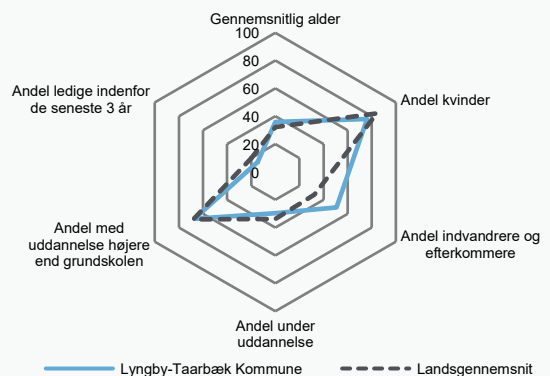 Gennemsnitlig alder
100
80
60
40
20
0
Andel kvinder
Andel indvandrere og
efterkommere
Andel under
uddannelse
Andel med
uddannelse højere
end grundskolen
Andel ledige indenfor
de seneste 3 år
Lyngby-Taarbæk Kommune
Landsgennemsnit